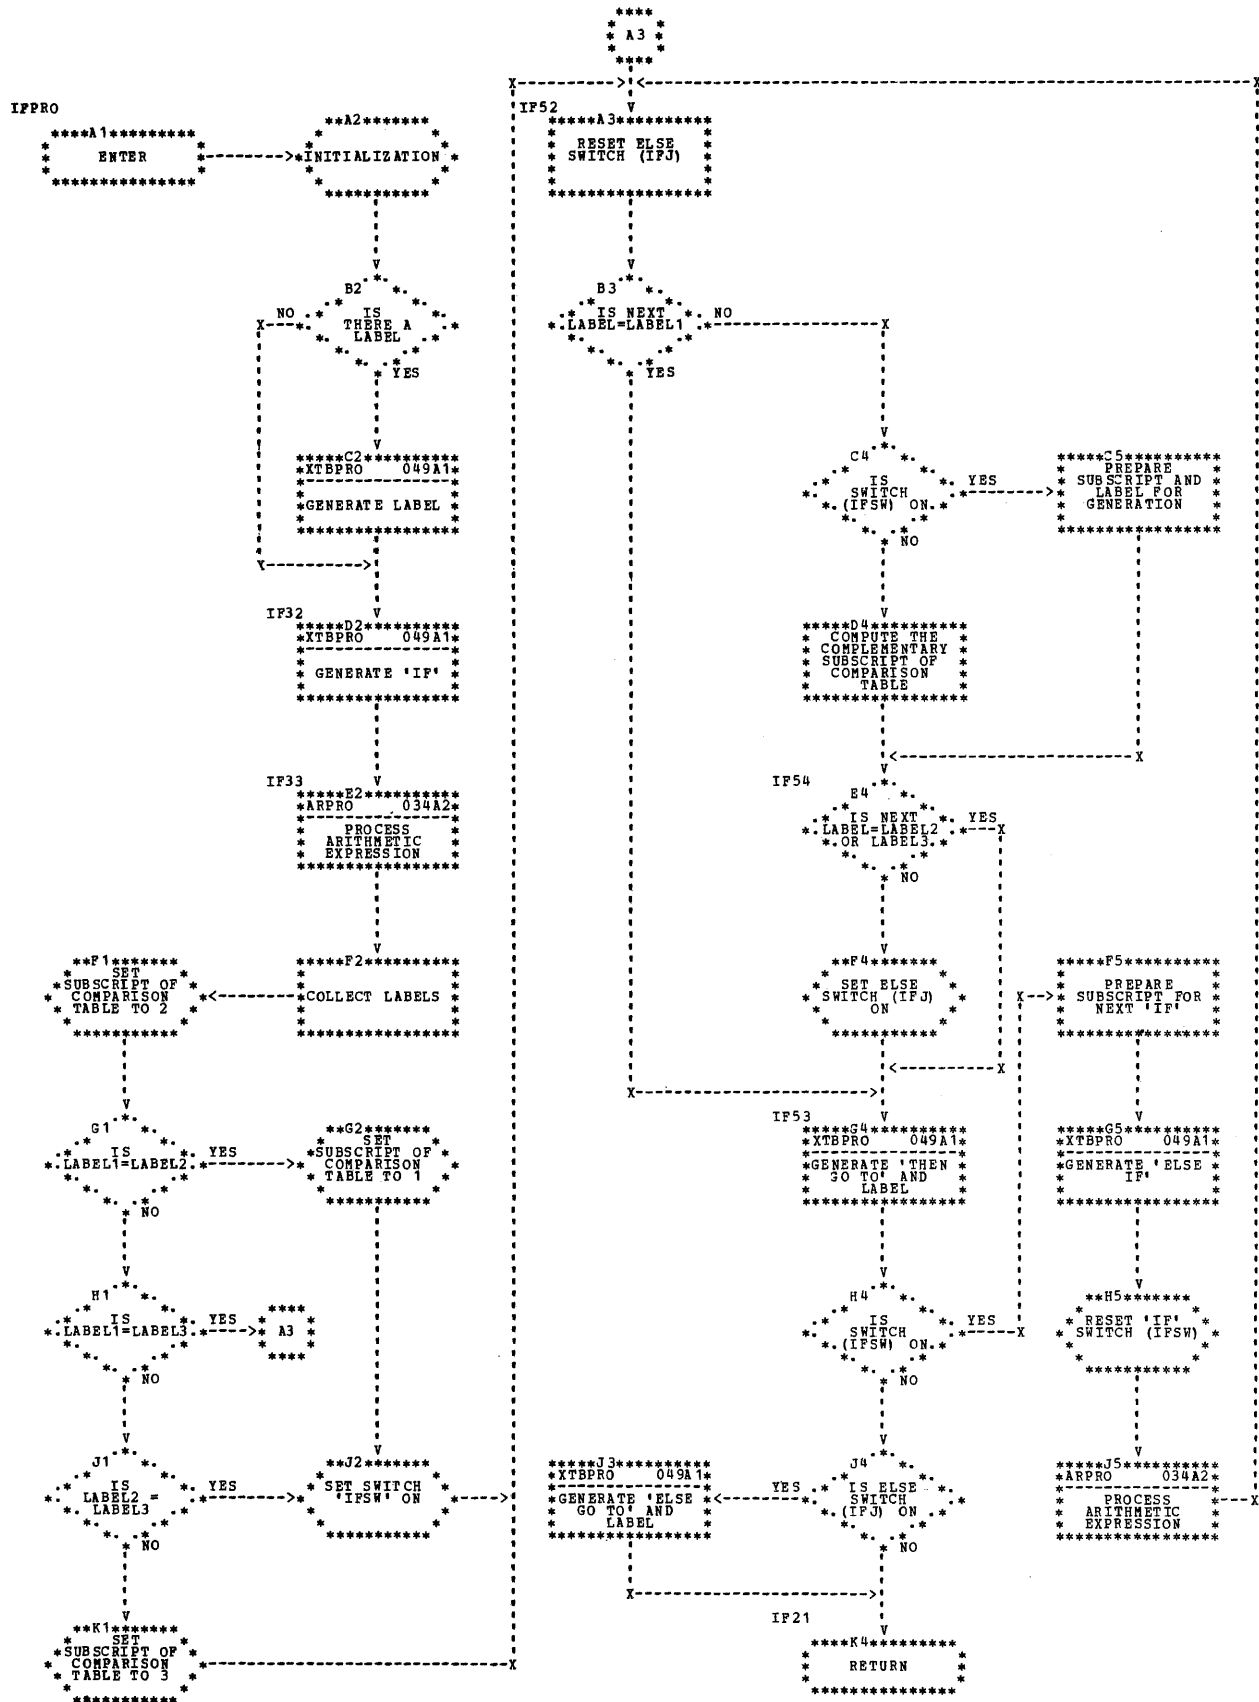 A3
IFPRO
A1
ENTER
A2
INITIALIZATION
IF52
A3
RESET ELSE
SWITCH (IFJ)
B2
IS
THERE A
LABEL
NO
YES
B3
IS NEXT
LABEL=LABEL1
NO
YES
C2
XTBPRO 049A1
GENERATE LABEL
C4
IS
SWITCH
(IFSW) ON
YES
NO
C5
PREPARE
SUBSCRIPT AND
LABEL FOR
GENERATION
IF32
D2
XTBPRO 049A1
GENERATE 'IF'
D4
COMPUTE THE
COMPLEMENTARY
SUBSCRIPT OF
COMPARISON
TABLE
IF33
E2
ARPRO 034A2
PROCESS
ARITHMETIC
EXPRESSION
IF54
E4
IS NEXT
LABEL=LABEL2
OR LABEL3
YES
NO
F1
SET
SUBSCRIPT OF
COMPARISON
TABLE TO 2
F2
COLLECT LABELS
F4
SET ELSE
SWITCH (IFJ)
ON
F5
PREPARE
SUBSCRIPT FOR
NEXT 'IF'
G1
IS
LABEL1=LABEL2
YES
NO
G2
SET
SUBSCRIPT OF
COMPARISON
TABLE TO 1
IF53
G4
XTBPRO 049A1
GENERATE 'THEN
GO TO' AND
LABEL
G5
XTBPRO 049A1
GENERATE 'ELSE
IF'
H1
IS
LABEL1=LABEL3
YES
NO
A3
H4
IS
SWITCH
(IFSW) ON
YES
NO
H5
RESET 'IF'
SWITCH (IFSW)
J1
IS
LABEL2 =
LABEL3
YES
NO
J2
SET SWITCH
'IFSW' ON
J3
XTBPRO 049A1
GENERATE 'ELSE
GO TO' AND
LABEL
J4
IS ELSE
SWITCH
(IFJ) ON
YES
NO
J5
ARPRO 034A2
PROCESS
ARITHMETIC
EXPRESSION
K1
SET
SUBSCRIPT OF
COMPARISON
TABLE TO 3
IF21
K4
RETURN